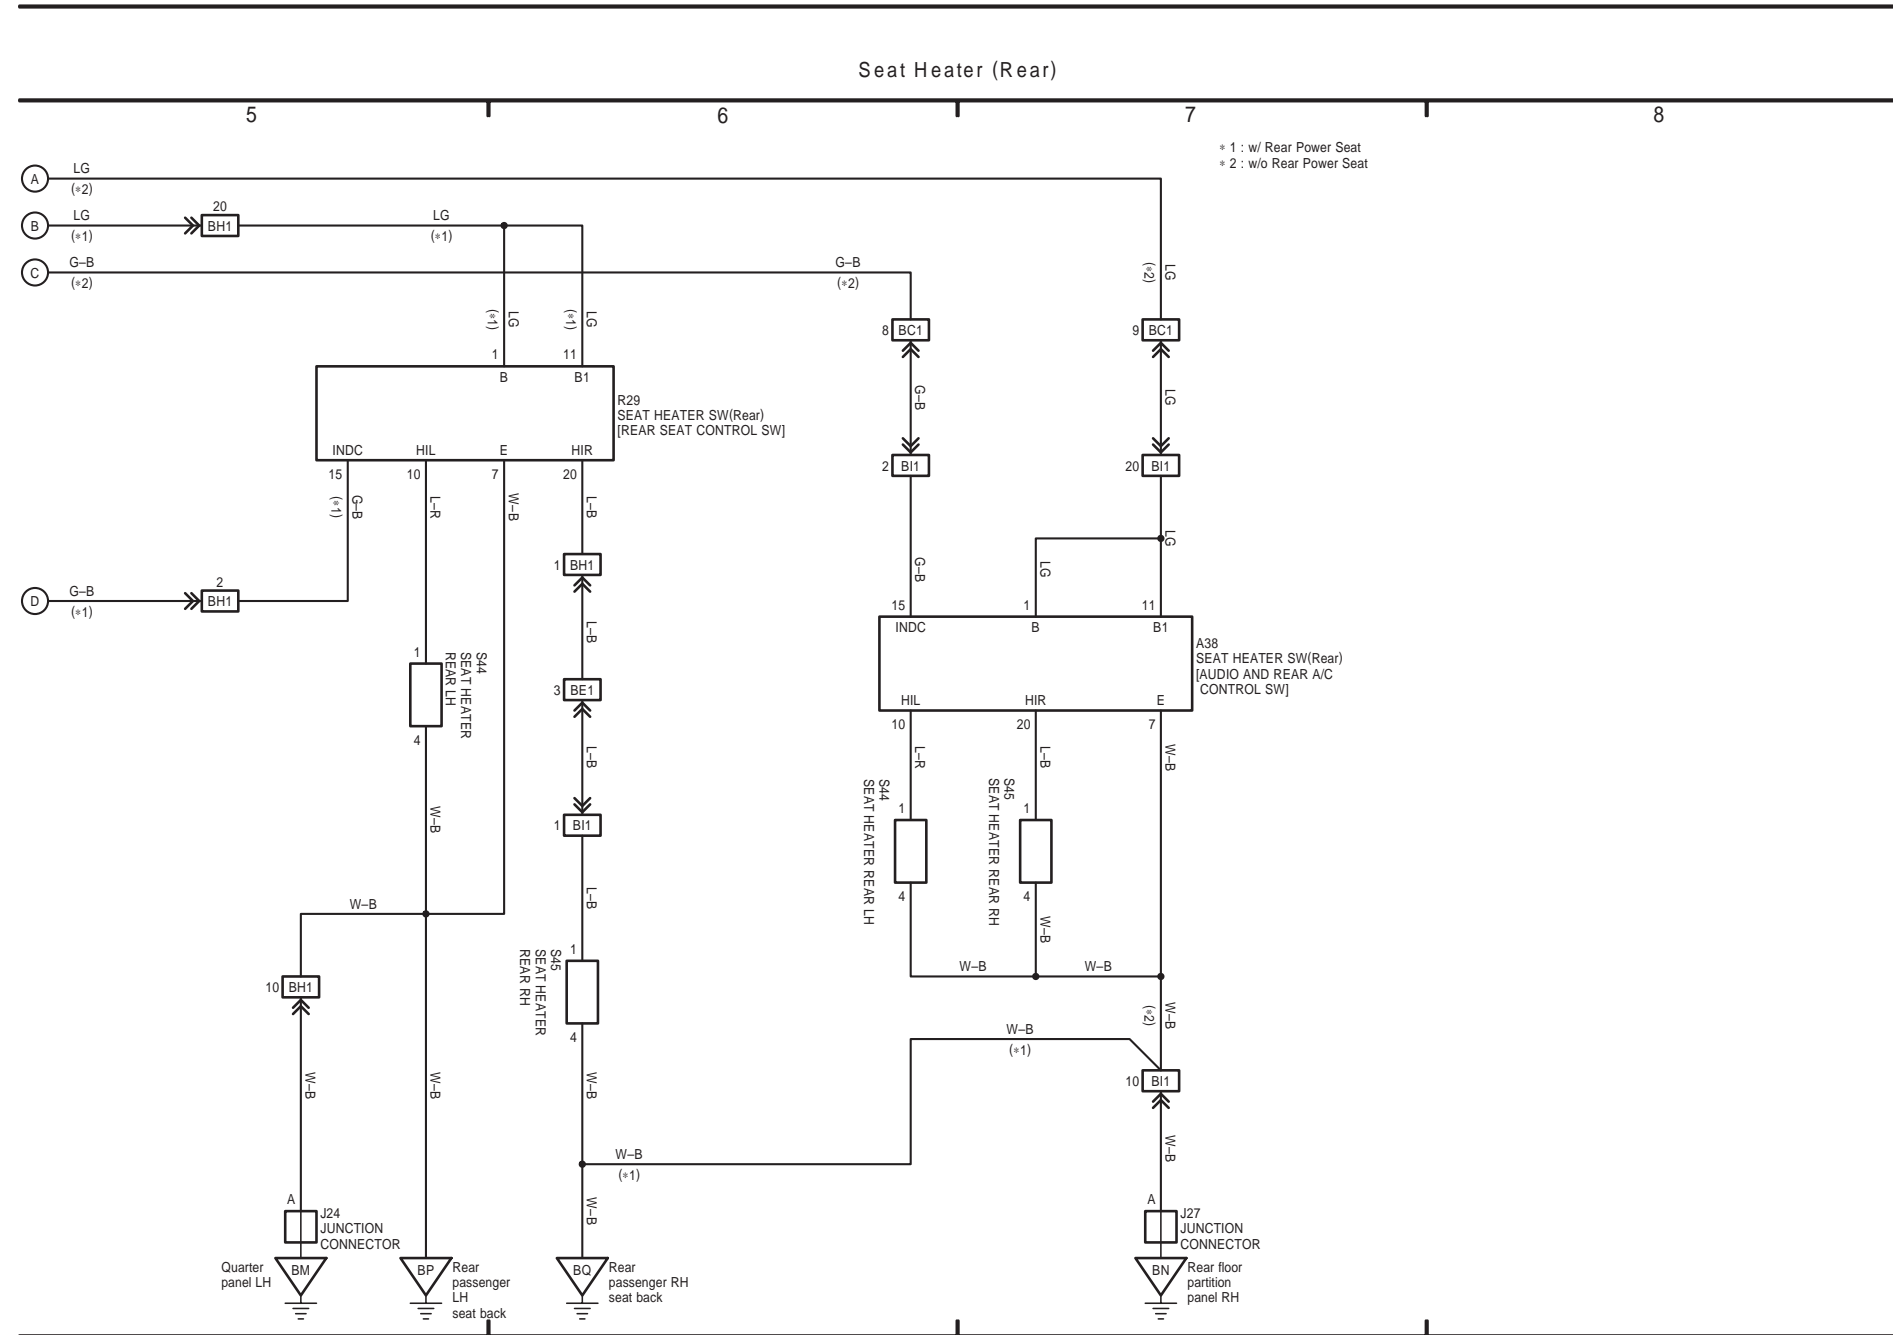 Seat Heater (Rear)
5
6
7
8
∗ 1 : w/ Rear Power Seat
∗ 2 : w/o Rear Power Seat
A
LG
(∗2)
B
LG
(∗1)
20
BH1
LG
(∗1)
C
G–B
(∗2)
G–B
(∗2)
(∗2)
LG
(∗1)
LG
(∗1)
LG
8
BC1
9
BC1
1
11
B
B1
R29
SEAT HEATER SW(Rear)
[REAR SEAT CONTROL SW]
INDC
HIL
E
HIR
15
10
7
20
G–B
LG
2
BI1
20
BI1
(∗1)
G–B
L–R
W–B
L–B
1
BH1
LG
G–B
LG
D
G–B
(∗1)
2
BH1
L–B
15
1
11
INDC
B
B1
A38
SEAT HEATER SW(Rear)
[AUDIO AND REAR A/C
CONTROL SW]
HIL
HIR
E
10
20
7
1
S44
SEAT HEATER
REAR LH
4
3
BE1
L–B
L–R
L–B
W–B
W–B
1
BI1
S44
SEAT HEATER REAR LH
1
4
S45
SEAT HEATER REAR RH
1
4
W–B
L–B
W–B
W–B
W–B
1
S45
SEAT HEATER
REAR RH
4
10
BH1
(∗2)
W–B
W–B
(∗1)
10
BI1
W–B
W–B
W–B
W–B
W–B
(∗1)
W–B
A
J24
JUNCTION
CONNECTOR
A
J27
JUNCTION
CONNECTOR
Quarter
panel LH
BM
BP
Rear
passenger
LH
seat back
BQ
Rear
passenger RH
seat back
BN
Rear floor
partition
panel RH